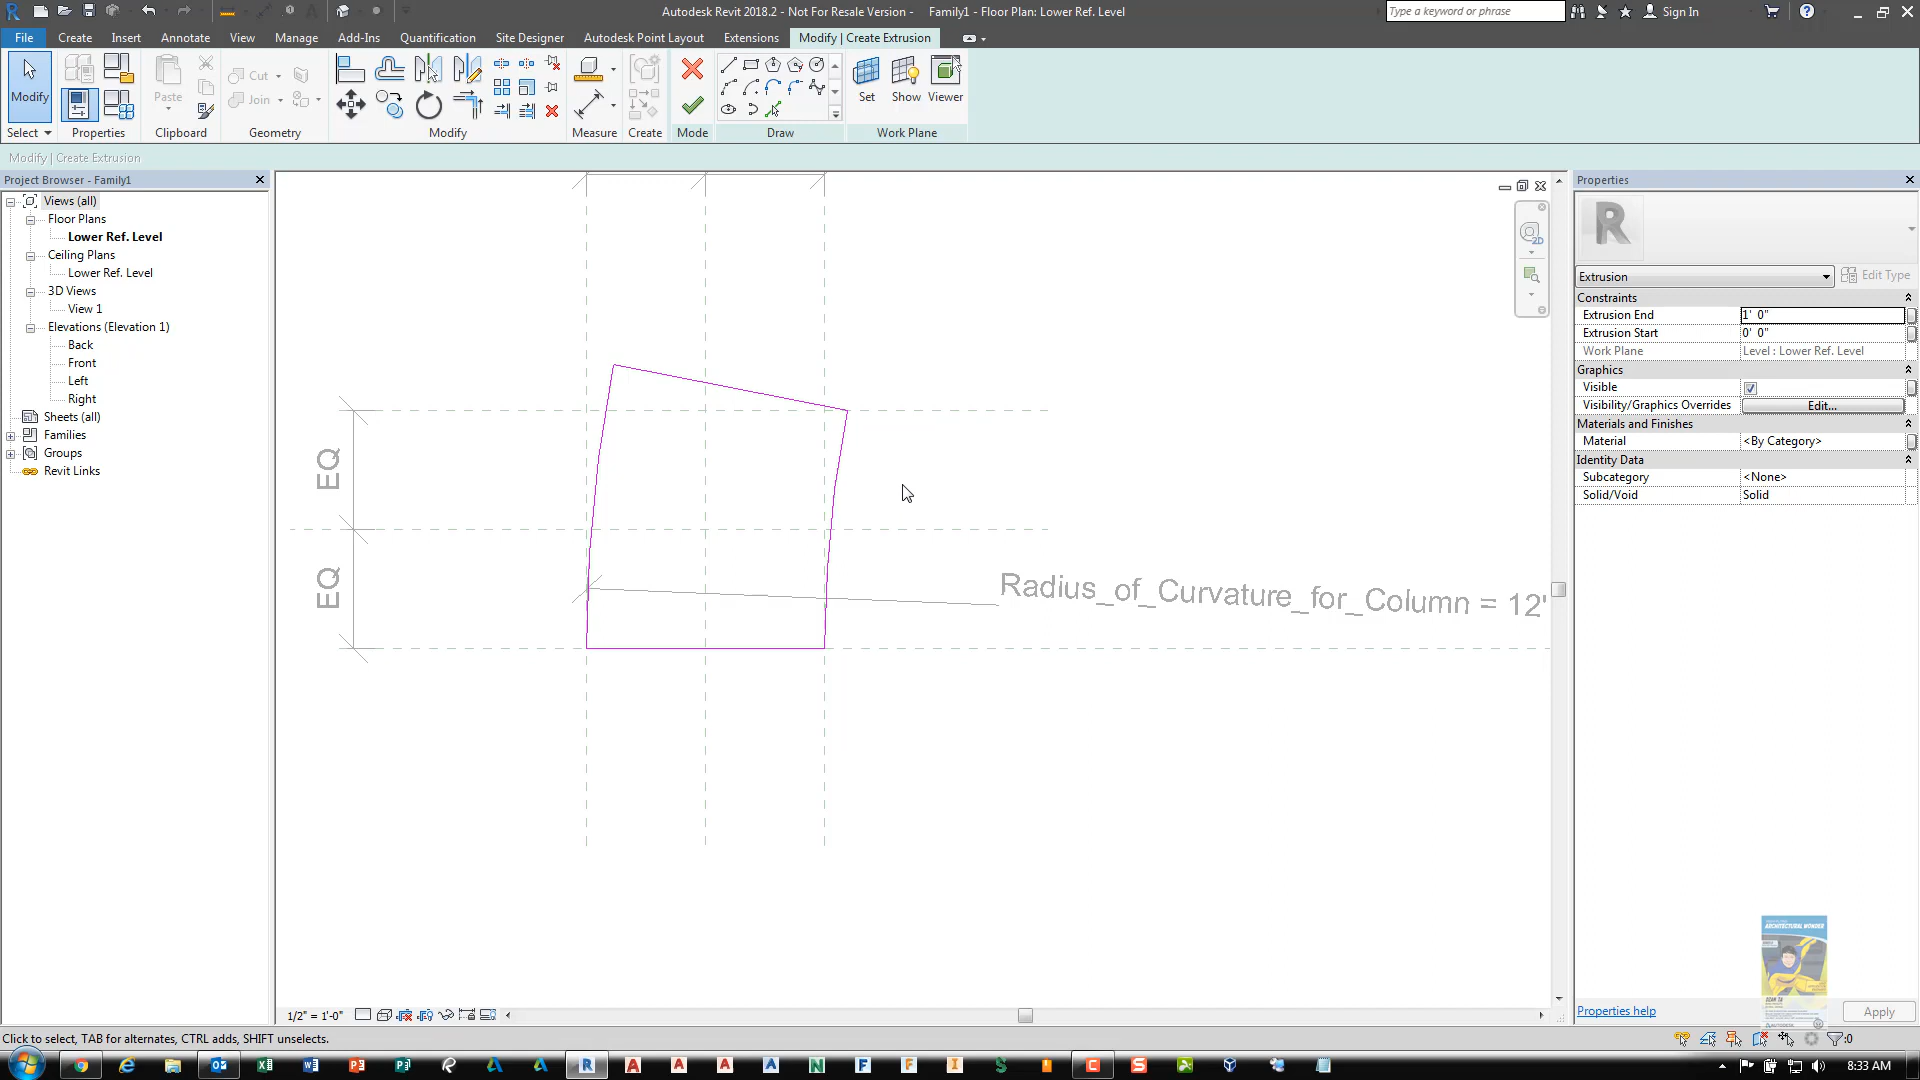 Autodesk Revit 2018.2 - Not For Resale Version - Family1 - Floor Plan: Lower Ref. Level
Type a keyword or phrase
Sign In
File Create Insert Annotate View Manage Add-Ins Quantification Site Designer Autodesk Point Layout Extensions Modify | Create Extrusion
Modify
Paste
Cut
Join
Set Show Viewer
Select Properties Clipboard Geometry Modify Measure Create Mode Draw Work Plane
Modify | Create Extrusion
Project Browser - Family1
Views (all)
Floor Plans
Lower Ref. Level
Ceiling Plans
Lower Ref. Level
3D Views
View 1
Elevations (Elevation 1)
Back
Front
Left
Right
Sheets (all)
Families
Groups
Revit Links
EQ
EQ
Radius_of_Curvature_for_Column = 12'
2D
Properties
Extrusion
Edit Type
Constraints
Extrusion End 1' 0"
Extrusion Start 0' 0"
Work Plane Level : Lower Ref. Level
Graphics
Visible
Visibility/Graphics Overrides Edit...
Materials and Finishes
Material <By Category>
Identity Data
Subcategory <None>
Solid/Void Solid
ARCHITECTURAL WONDER
AUTODESK
Properties help
Apply
1/2" = 1'-0"
Click to select, TAB for alternates, CTRL adds, SHIFT unselects.
:0
8:33 AM